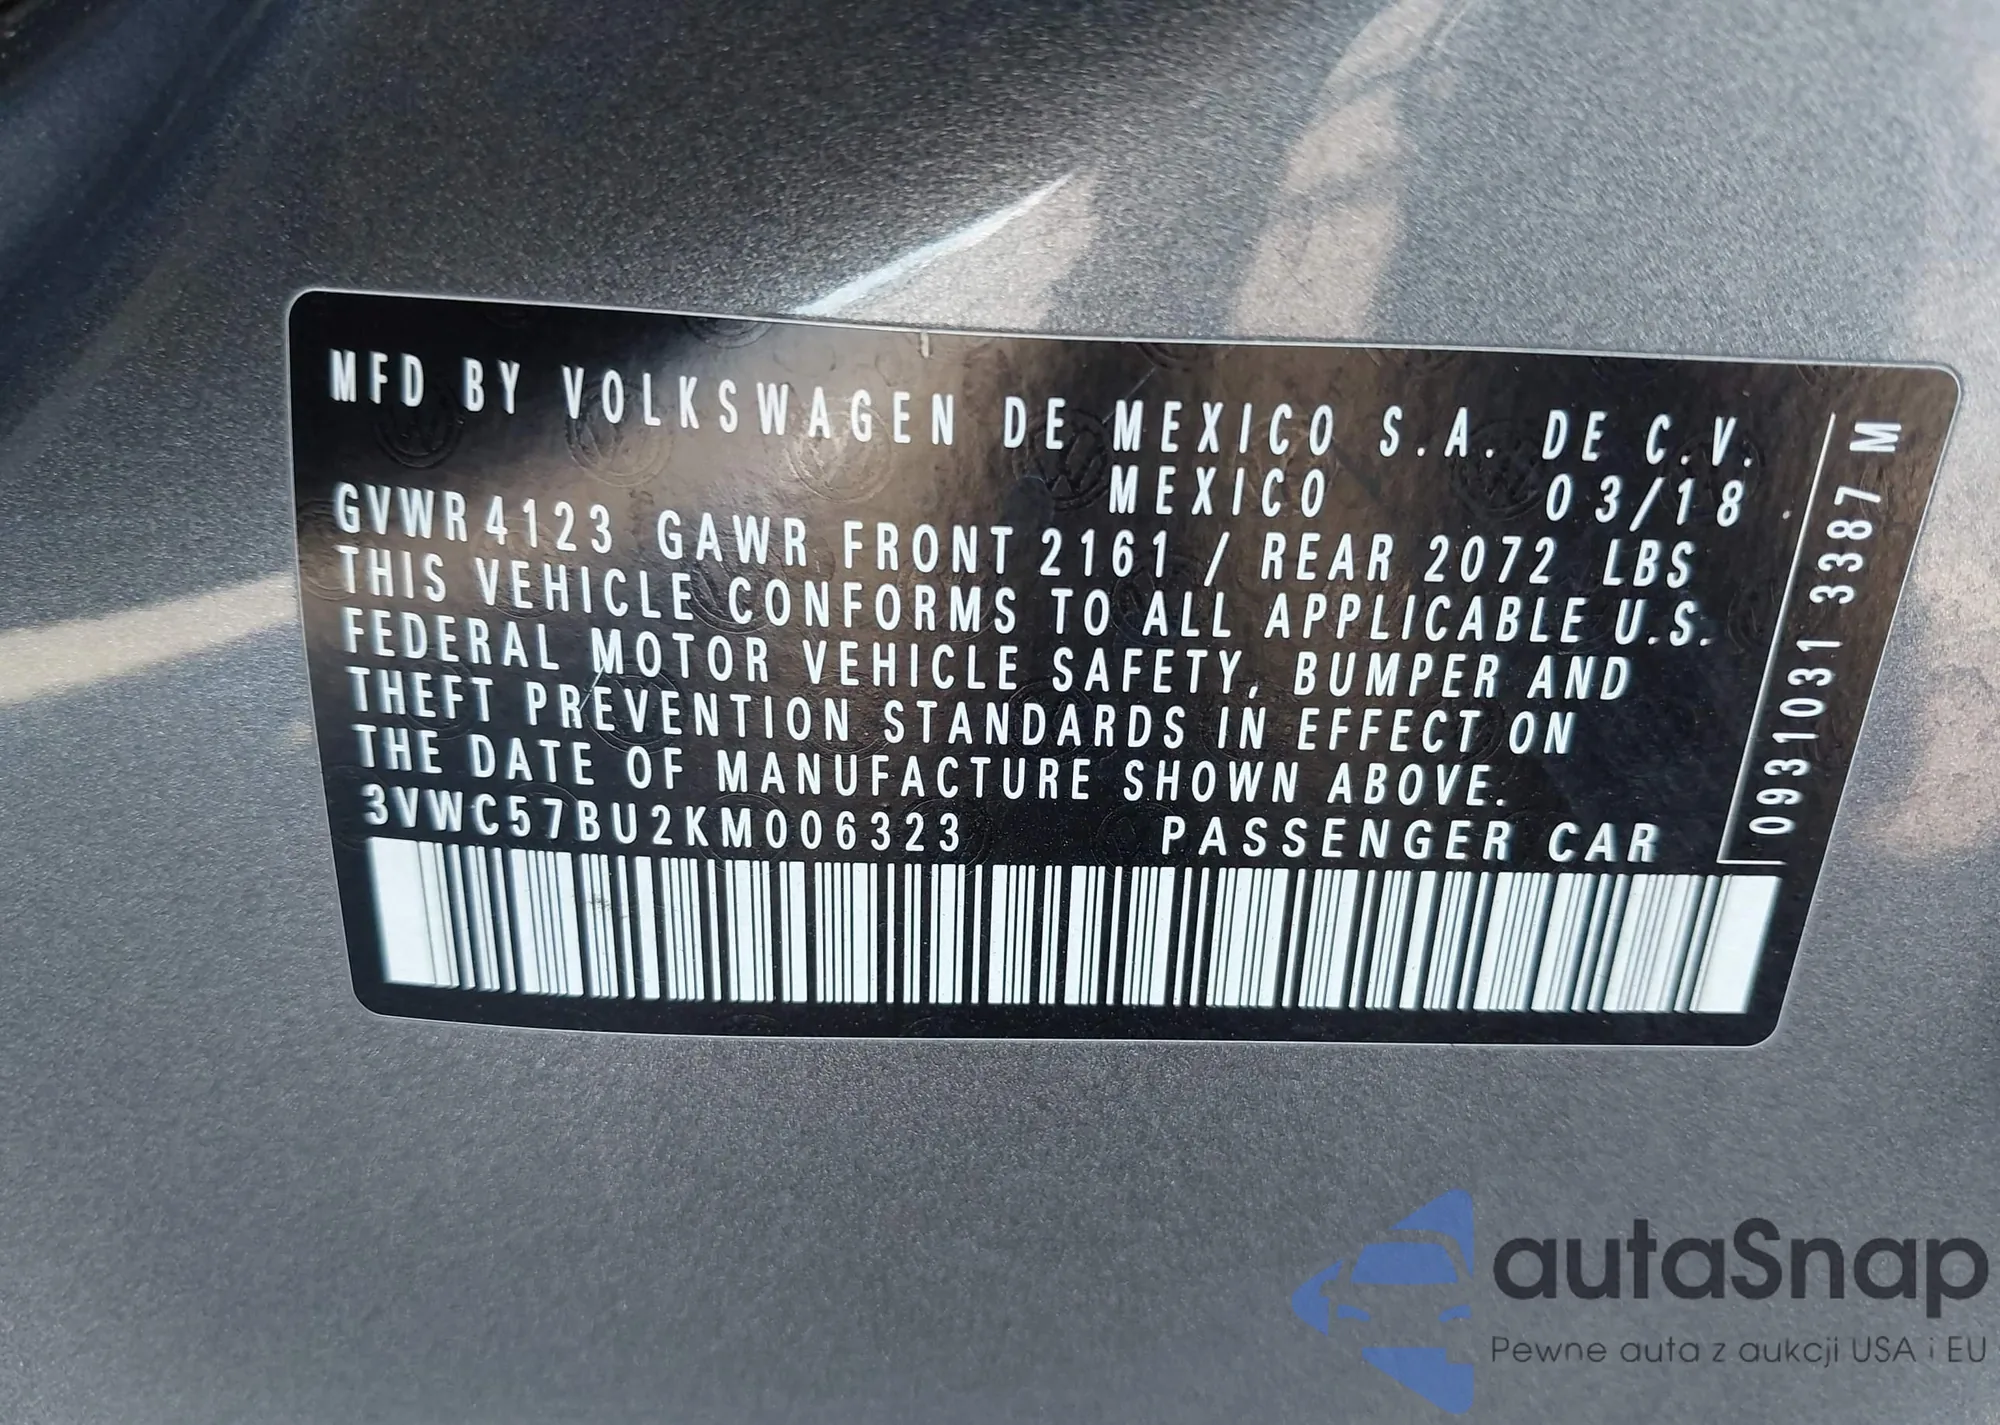 MFD BY VOLKSWAGEN DE MEXICO S.A. DE C.V.
MEXICO 03/18
GVWR 4123 GAWR FRONT 2161 / REAR 2072 LBS
THIS VEHICLE CONFORMS TO ALL APPLICABLE U.S.
FEDERAL MOTOR VEHICLE SAFETY, BUMPER AND
THEFT PREVENTION STANDARDS IN EFFECT ON
THE DATE OF MANUFACTURE SHOWN ABOVE.
3VWC57BU2KM006323 PASSENGER CAR
0931031 3387 M
autaSnap
Pewne auta z aukcji USA i EU